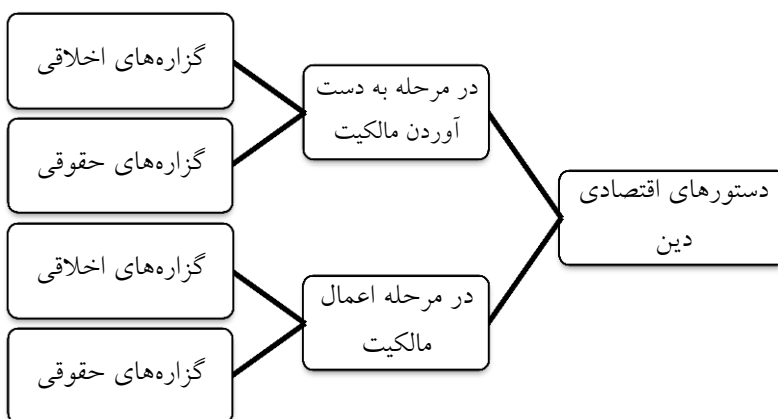 دستورهای اقتصادی
دین
در مرحله به دست
آوردن مالکیت
گزاره‌های اخلاقی
گزاره‌های حقوقی
در مرحله اعمال
مالکیت
گزاره‌های اخلاقی
گزاره‌های حقوقی